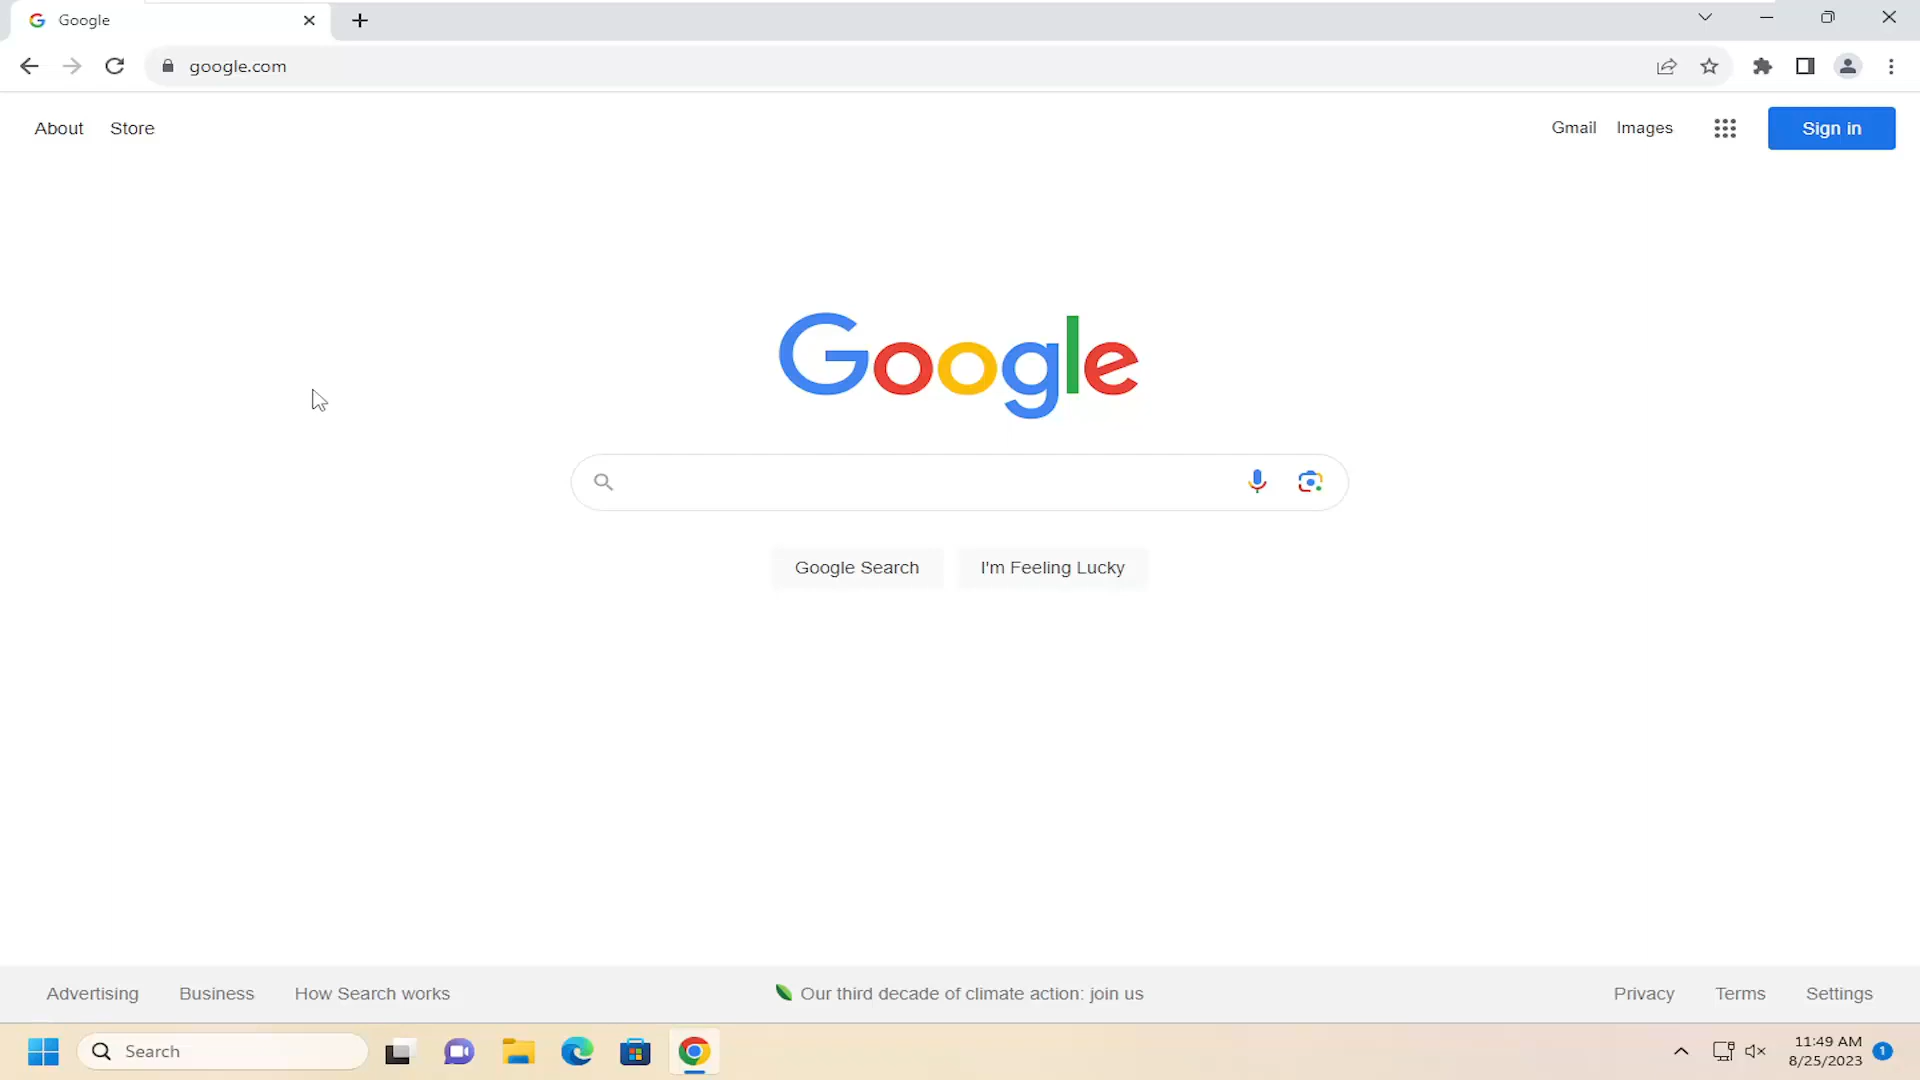 Google
google.com
About Store
Gmail Images Sign in
Google
Google Search I'm Feeling Lucky
Advertising Business How Search works
Our third decade of climate action: join us
Privacy Terms Settings
Search
11:49 AM
8/25/2023
1